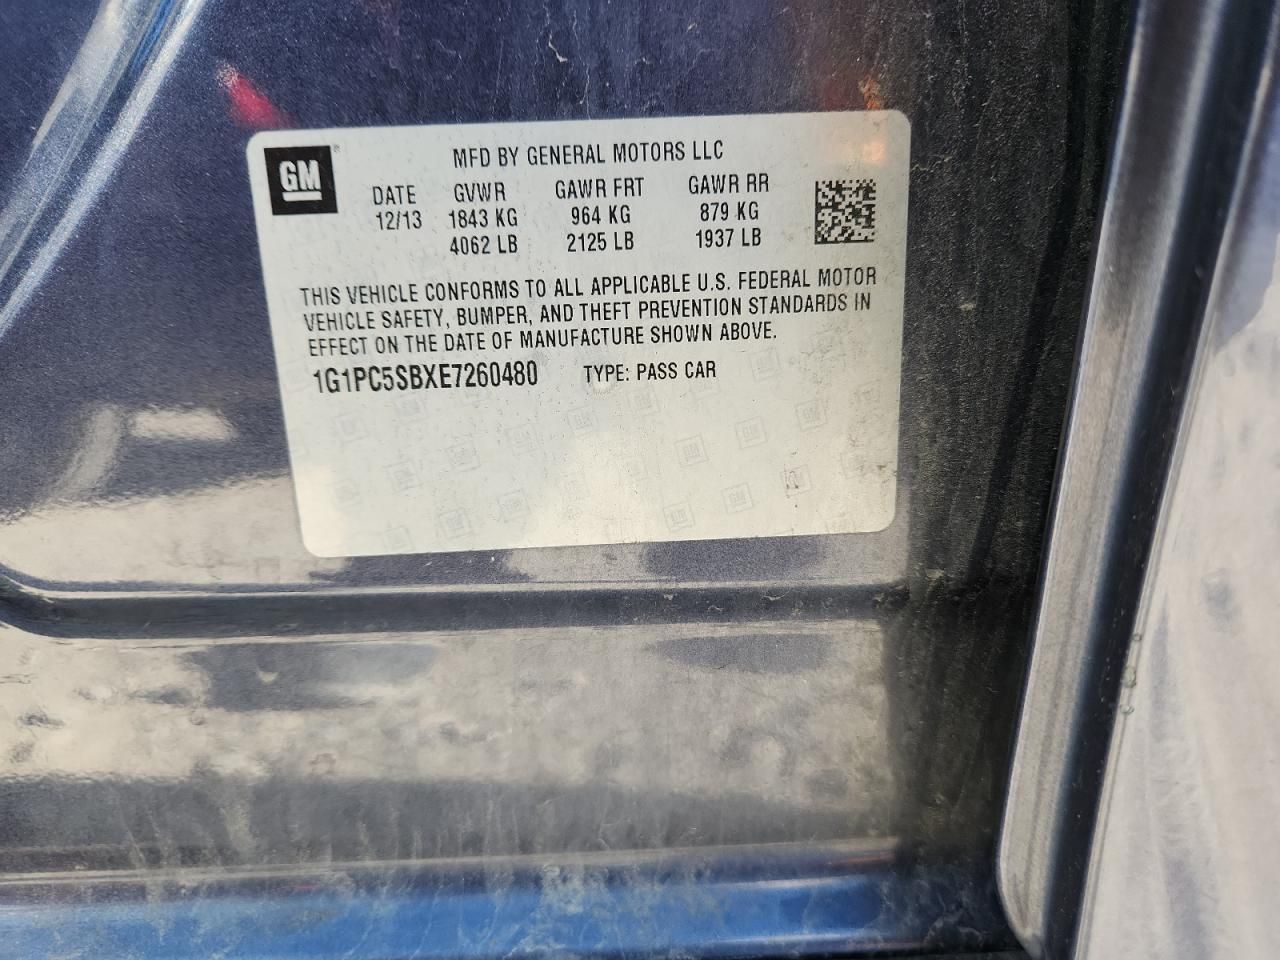 GM
MFD BY GENERAL MOTORS LLC
DATE GVWR GAWR FRT GAWR RR
12/13 1843 KG 964 KG 879 KG
4062 LB 2125 LB 1937 LB
THIS VEHICLE CONFORMS TO ALL APPLICABLE U.S. FEDERAL MOTOR
VEHICLE SAFETY, BUMPER, AND THEFT PREVENTION STANDARDS IN
EFFECT ON THE DATE OF MANUFACTURE SHOWN ABOVE.
1G1PC5SBXE7260480 TYPE: PASS CAR